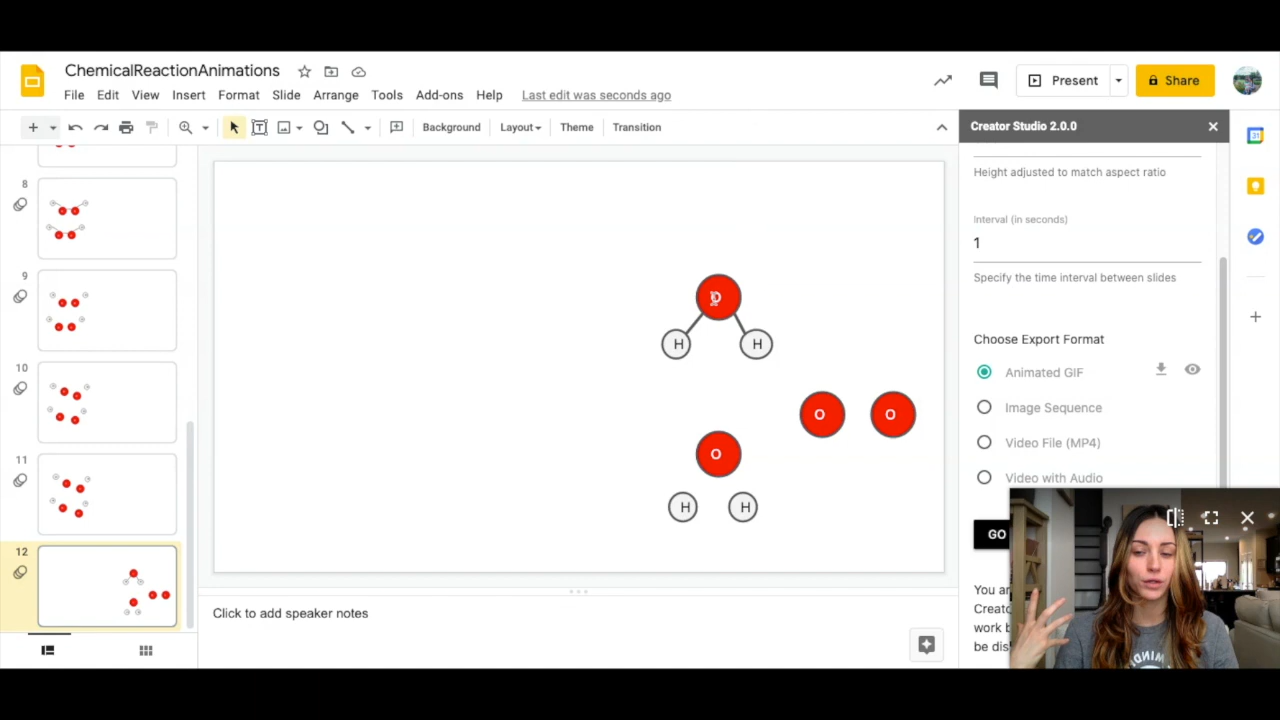 ChemicalReactionAnimations
File Edit View Insert Format Slide Arrange Tools Add-ons Help Last edit was seconds ago
Present
Share
Background Layout Theme Transition
Creator Studio 2.0.0
31
Height adjusted to match aspect ratio
Interval (in seconds)
1
Specify the time interval between slides
Choose Export Format
Animated GIF
Image Sequence
Video File (MP4)
Video with Audio
GO
You
work
8
9
10
11
12
H H
O O
O
H H
Click to add speaker notes